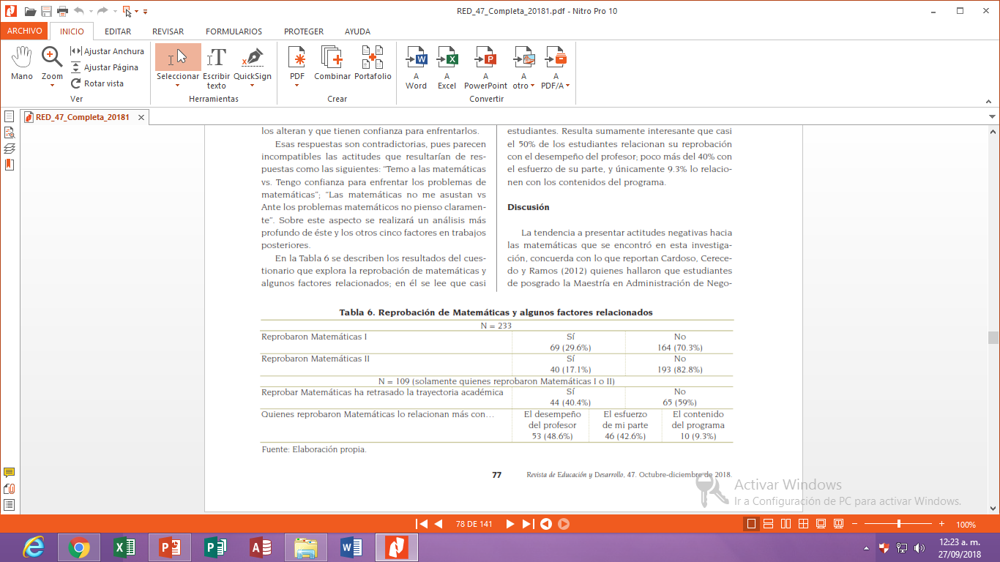 RED_47_Completa_20181.pdf - Nitro Pro 10
ARCHIVO INICIO EDITAR REVISAR FORMULARIOS PROTEGER AYUDA
Mano
Zoom
Ajustar Anchura
Ajustar Página
Rotar vista
Ver
Seleccionar
Escribir
texto
QuickSign
Herramientas
PDF
Combinar
Portafolio
Crear
A
Word
A
Excel
A
PowerPoint
A
otro
A
PDF/A
Convertir
RED_47_Completa_20181
los alteran y que tienen confianza para enfrentarlos.
Esas respuestas son contradictorias, pues parecen
incompatibles las actitudes que resultarían de res-
puestas como las siguientes: “Temo a las matemáticas
vs. Tengo confianza para enfrentar los problemas de
matemáticas”; “Las matemáticas no me asustan vs
Ante los problemas matemáticos no pienso claramen-
te”. Sobre este aspecto se realizará un análisis más
profundo de éste y los otros cinco factores en trabajos
posteriores.
En la Tabla 6 se describen los resultados del cues-
tionario que explora la reprobación de matemáticas y
algunos factores relacionados; en él se lee que casi
estudiantes. Resulta sumamente interesante que casi
el 50% de los estudiantes relacionan su reprobación
con el desempeño del profesor; poco más del 40% con
el esfuerzo de su parte, y únicamente 9.3% lo relacio-
nen con los contenidos del programa.
Discusión
La tendencia a presentar actitudes negativas hacia
las matemáticas que se encontró en esta investiga-
ción, concuerda con lo que reportan Cardoso, Cerece-
do y Ramos (2012) quienes hallaron que estudiantes
de posgrado la Maestría en Administración de Nego-
Tabla 6. Reprobación de Matemáticas y algunos factores relacionados
N = 233
Reprobaron Matemáticas I Sí No
69 (29.6%) 164 (70.3%)
Reprobaron Matemáticas II Sí No
40 (17.1%) 193 (82.8%)
N = 109 (solamente quienes reprobaron Matemáticas I o II)
Reprobar Matemáticas ha retrasado la trayectoria académica Sí No
44 (40.4%) 65 (59%)
Quienes reprobaron Matemáticas lo relacionan más con… El desempeño El esfuerzo El contenido
del profesor de mi parte del programa
53 (48.6%) 46 (42.6%) 10 (9.3%)
Fuente: Elaboración propia.
77 Revista de Educación y Desarrollo, 47. Octubre-diciembre de 2018.
Activar Windows
Ir a Configuración de PC para activar Windows.
78 DE 141
100%
12:23 a. m.
27/09/2018